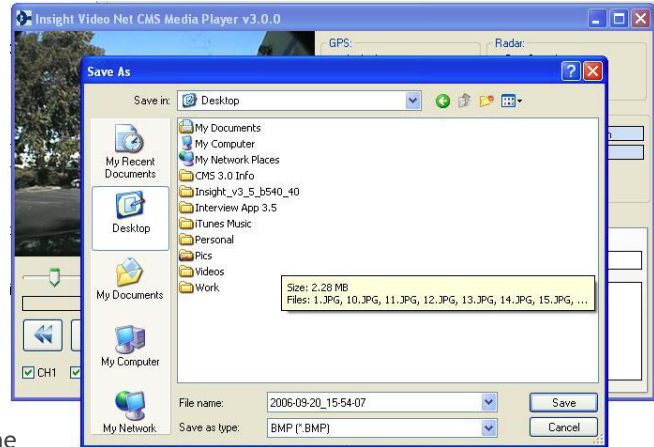 Insight Video Net CMS Media Player v3.0.0
GPS:
Radar:
Save As
Save in:
Desktop
My Recent Documents
Desktop
My Documents
My Computer
My Network
My Documents
My Computer
My Network Places
CMS 3.0 Info
Insight_v3_5_b540_40
Interview App 3.5
iTunes Music
Personal
Pics
Videos
Work
Size: 2.28 MB
Files: 1.JPG, 10.JPG, 11.JPG, 12.JPG, 13.JPG, 14.JPG, 15.JPG, ...
CH1
File name:
2006-09-20_15-54-07
Save
Save as type:
BMP (*.BMP)
Cancel